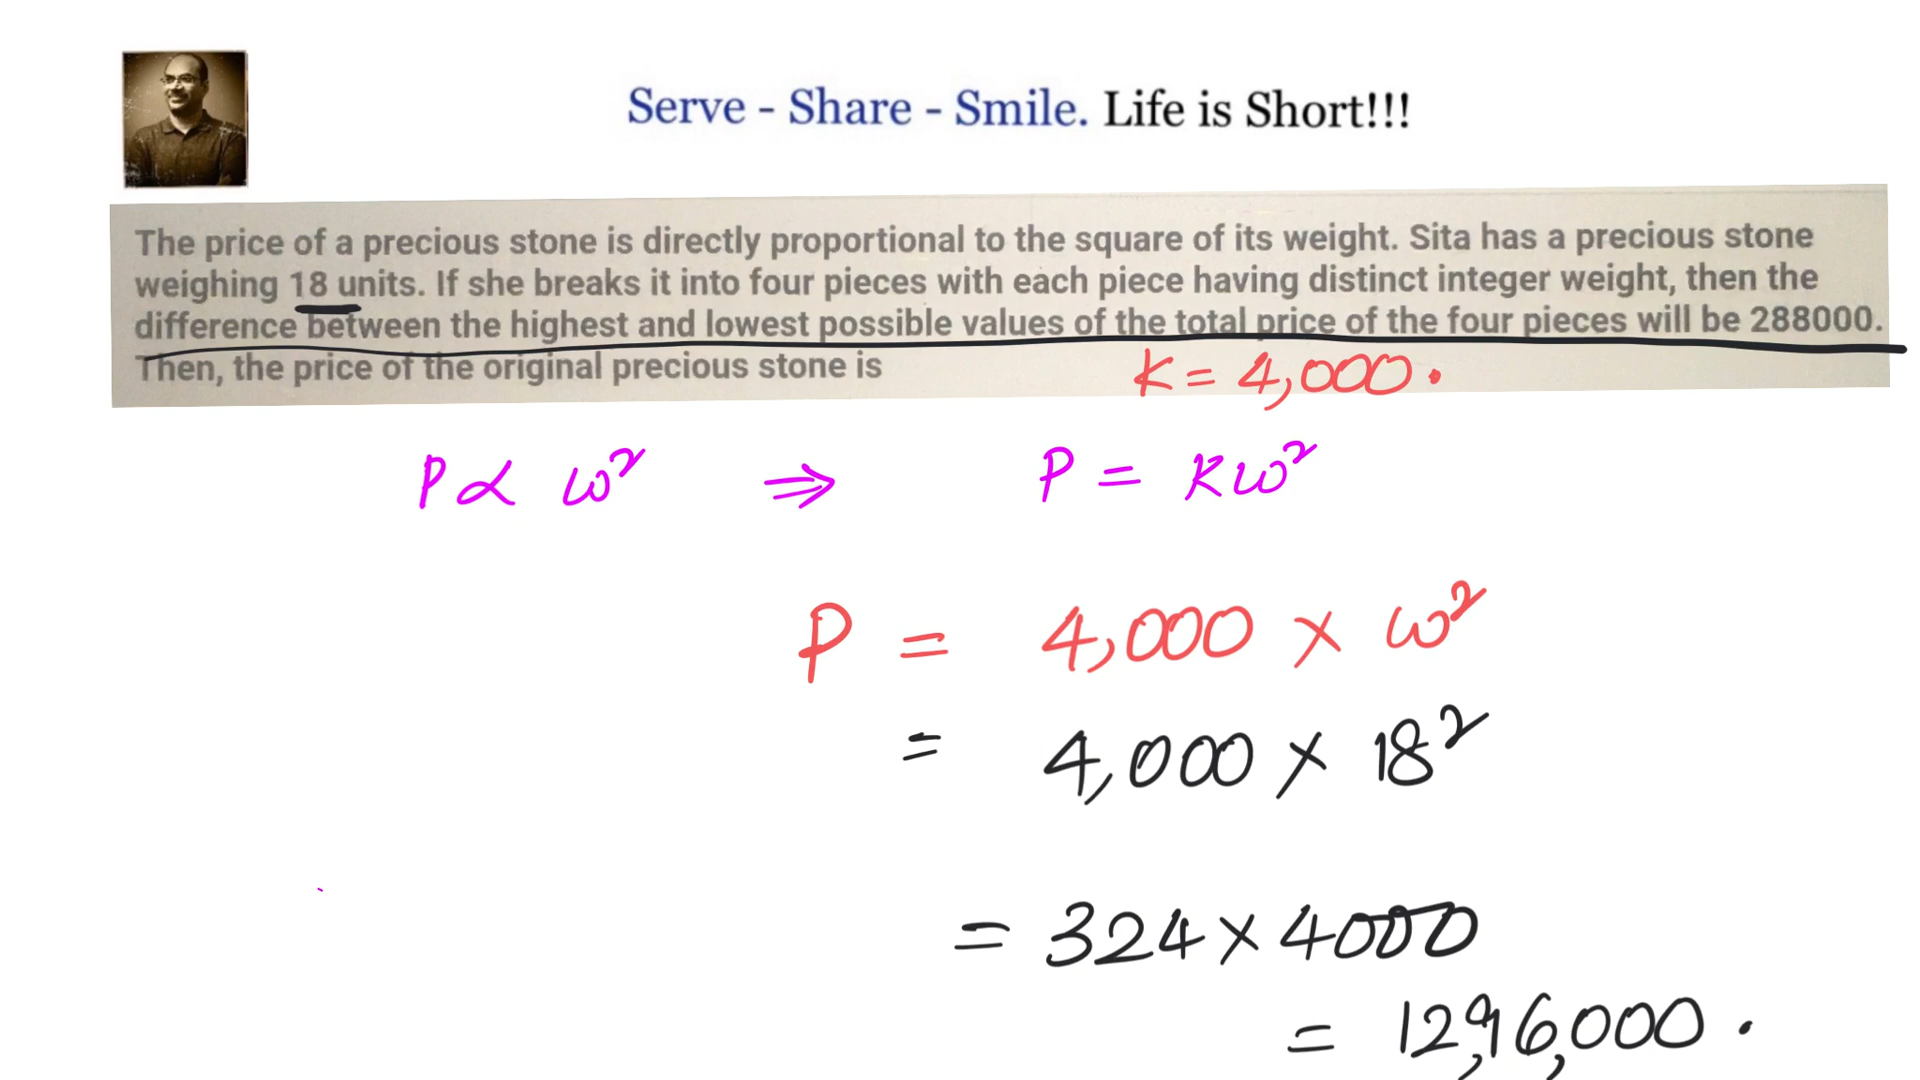 Serve - Share - Smile. Life is Short!!!
The price of a precious stone is directly proportional to the square of its weight. Sita has a precious stone
weighing 18 units. If she breaks it into four pieces with each piece having distinct integer weight, then the
difference between the highest and lowest possible values of the total price of the four pieces will be 288000.
Then, the price of the original precious stone is
K = 4,000.
P ∝ ω² ⇒ P = Kω²
P = 4,000 × ω²
= 4,000 × 18²
= 324 × 4000
= 12,96,000.